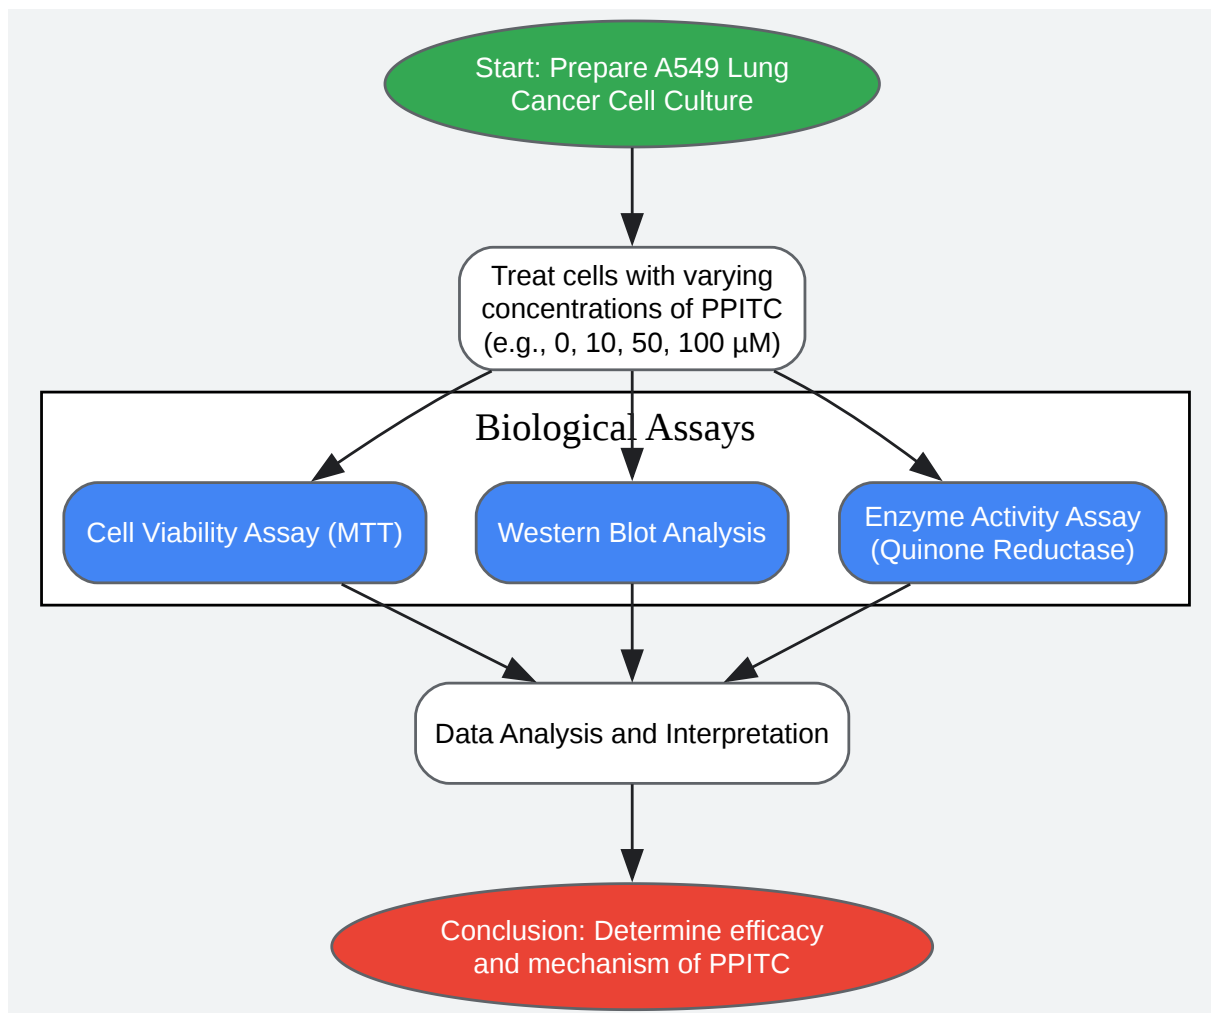 Start: Prepare A549 Lung
Cancer Cell Culture
Treat cells with varying
concentrations of PPITC
(e.g., 0, 10, 50, 100 µM)
Biological Assays
Cell Viability Assay (MTT)
Western Blot Analysis
Enzyme Activity Assay
(Quinone Reductase)
Data Analysis and Interpretation
Conclusion: Determine efficacy
and mechanism of PPITC